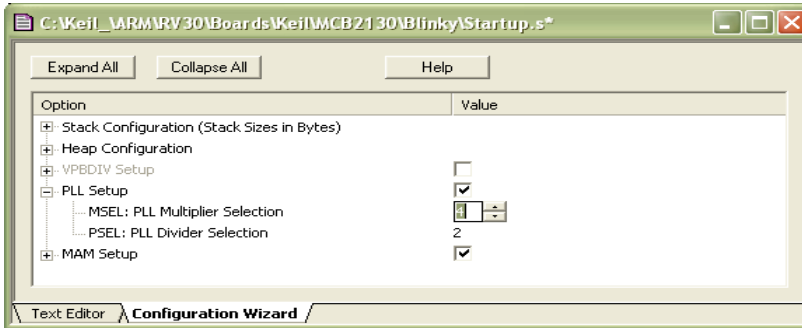 C:\Keil_\ARM\RV30\Boards\Keil\MCB2130\Blinky\Startup.s*
Expand All Collapse All Help
Option Value
Stack Configuration (Stack Sizes in Bytes)
Heap Configuration
VPBDIV Setup
PLL Setup
MSEL: PLL Multiplier Selection 4
PSEL: PLL Divider Selection 2
MAM Setup
Text Editor Configuration Wizard